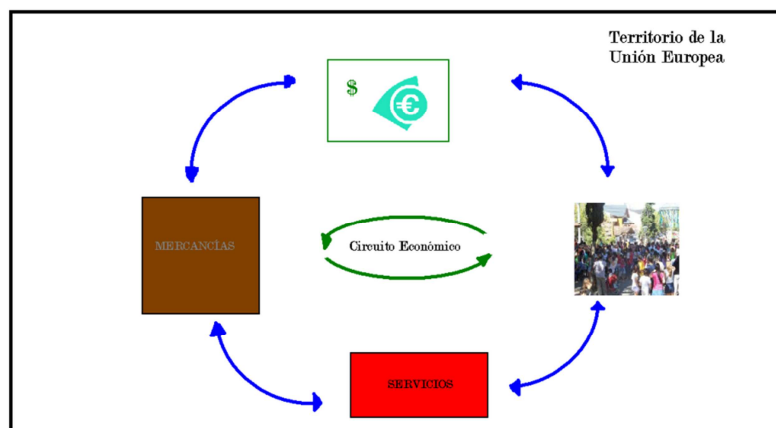 Territorio de la
Unión Europea
$
€
MERCANCÍAS
Circuito Económico
SERVICIOS